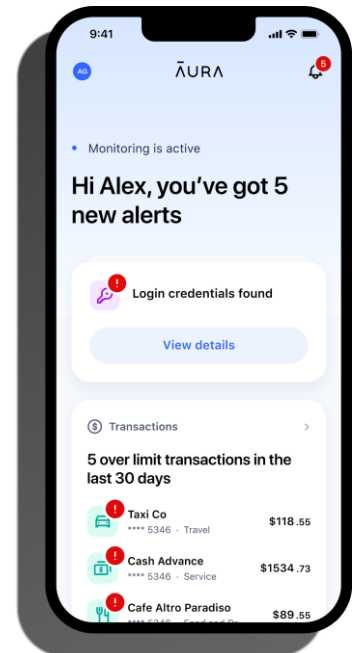 9:41
AG
ĀURA
5
Monitoring is active
Hi Alex, you’ve got 5
new alerts
!
Login credentials found
View details
$
Transactions
5 over limit transactions in the
last 30 days
!
Taxi Co
$118.55
**** 5346 · Travel
!
Cash Advance
$1534.73
**** 5346 · Service
!
Cafe Altro Paradiso
$89.55